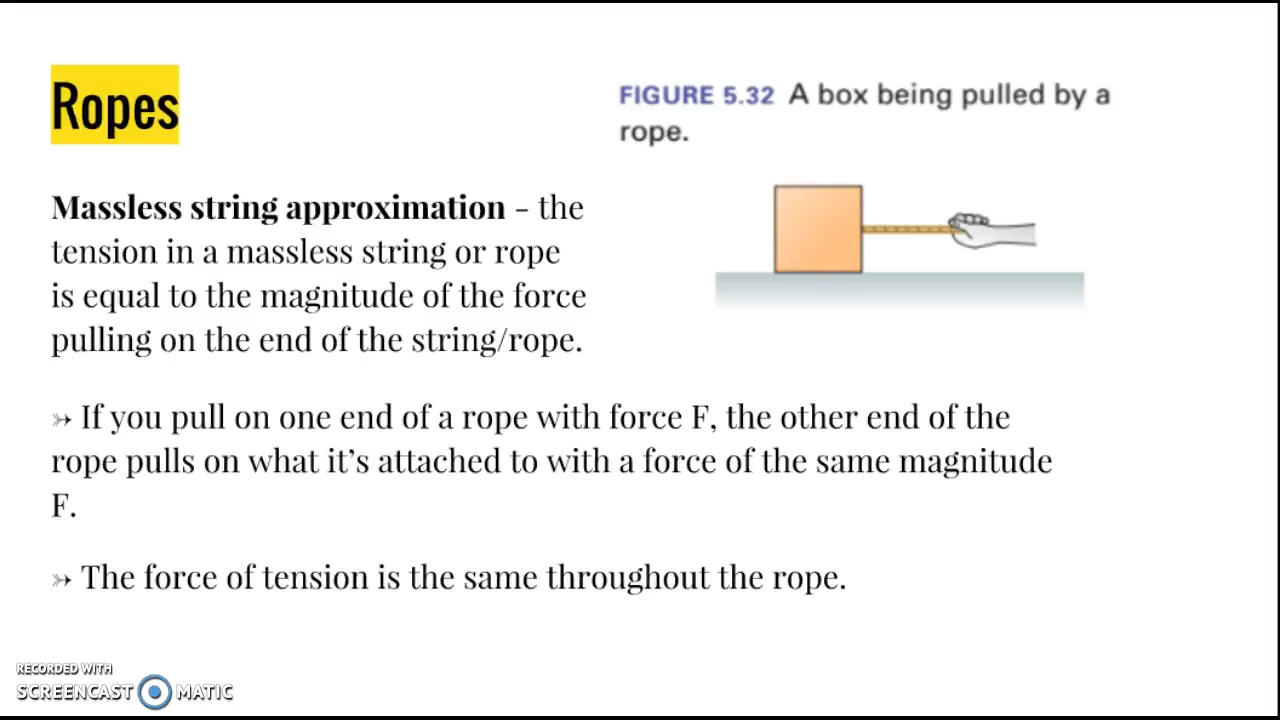 Ropes
FIGURE 5.32 A box being pulled by a
rope.
Massless string approximation - the
tension in a massless string or rope
is equal to the magnitude of the force
pulling on the end of the string/rope.
➳ If you pull on one end of a rope with force F, the other end of the
rope pulls on what it’s attached to with a force of the same magnitude
F.
➳ The force of tension is the same throughout the rope.
RECORDED WITH
SCREENCAST MATIC